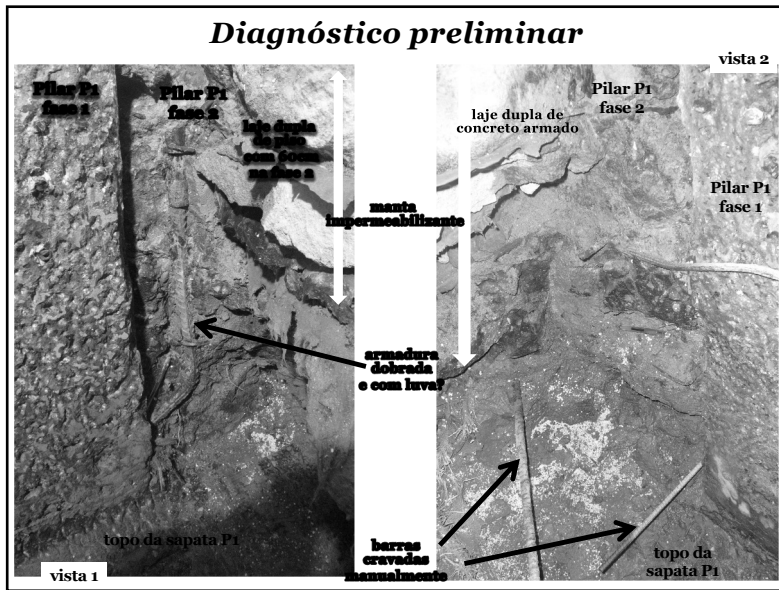 Diagnóstico preliminar
vista 2
Pilar P1
fase 1
Pilar P1
fase 2
laje dupla
de piso
com 60cm
na fase 2
manta
impermeabilizante
armadura
dobrada
e com luva?
barras
cravadas
manualmente
topo da sapata P1
vista 1
laje dupla de
concreto armado
Pilar P1
fase 2
Pilar P1
fase 1
topo da
sapata P1